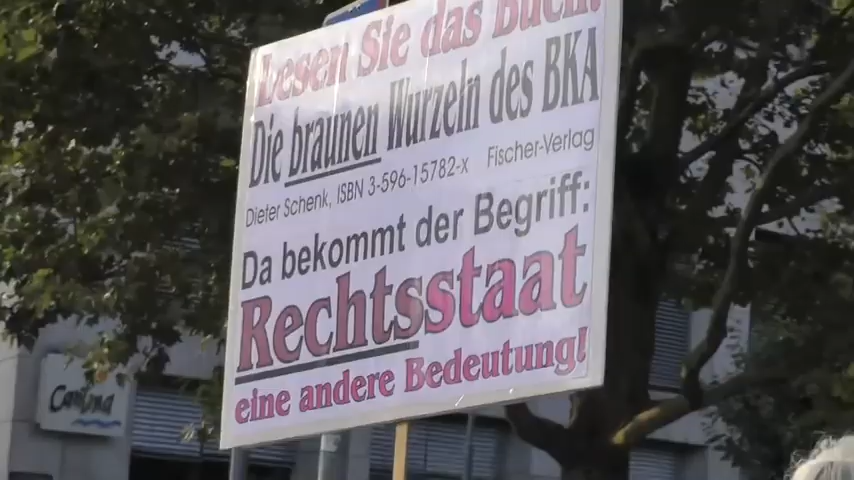 Lesen Sie das Buch!
Die braunen Wurzeln des BKA
Dieter Schenk, ISBN 3-596-15782-x Fischer-Verlag
Da bekommt der Begriff:
Rechtsstaat
eine andere Bedeutung!